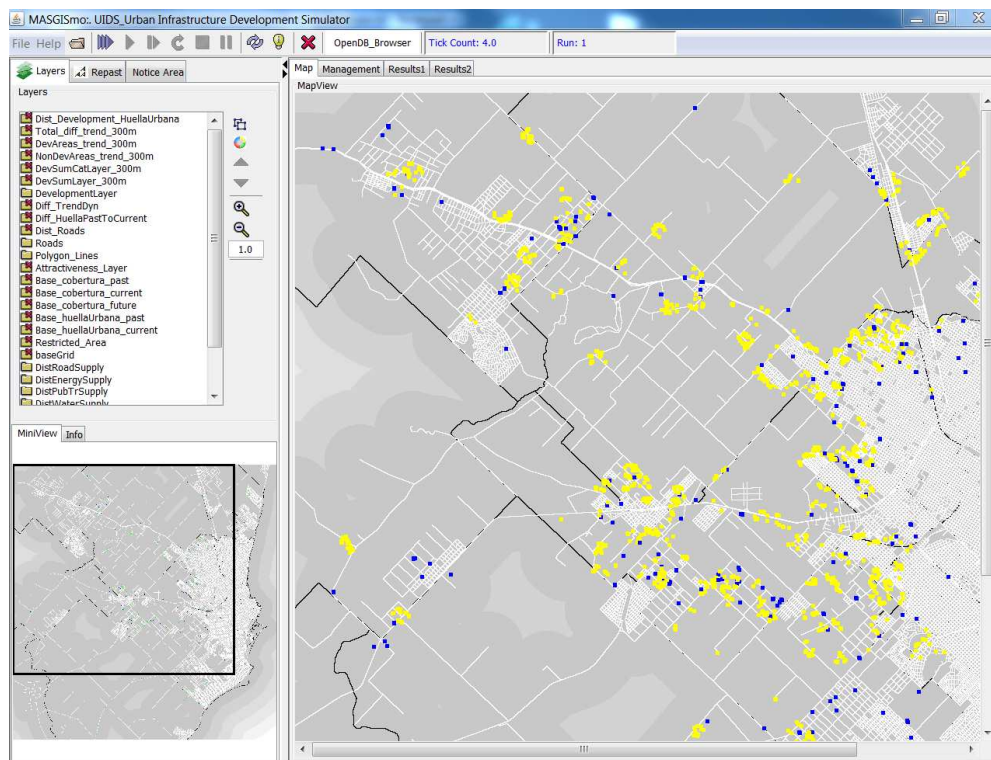 MASGISmo:. UIDS_Urban Infrastructure Development Simulator
File Help OpenDB_Browser Tick Count: 4.0 Run: 1
Layers Repast Notice Area
Map Management Results1 Results2
Layers
MapView
Dist_Development_HuellaUrbana
Total_diff_trend_300m
DevAreas_trend_300m
NonDevAreas_trend_300m
DevSumCatLayer_300m
DevSumLayer_300m
DevelopmentLayer
Diff_TrendDyn
Diff_HuellaPastToCurrent
Dist_Roads
Roads
Polygon_Lines
Attractiveness_Layer
Base_cobertura_past
Base_cobertura_current
Base_cobertura_future
Base_huellaUrbana_past
Base_huellaUrbana_current
Restricted_Area
baseGrid
DistRoadSupply
DistEnergySupply
DistPubTrSupply
DistWaterSupply
1.0
MiniView Info